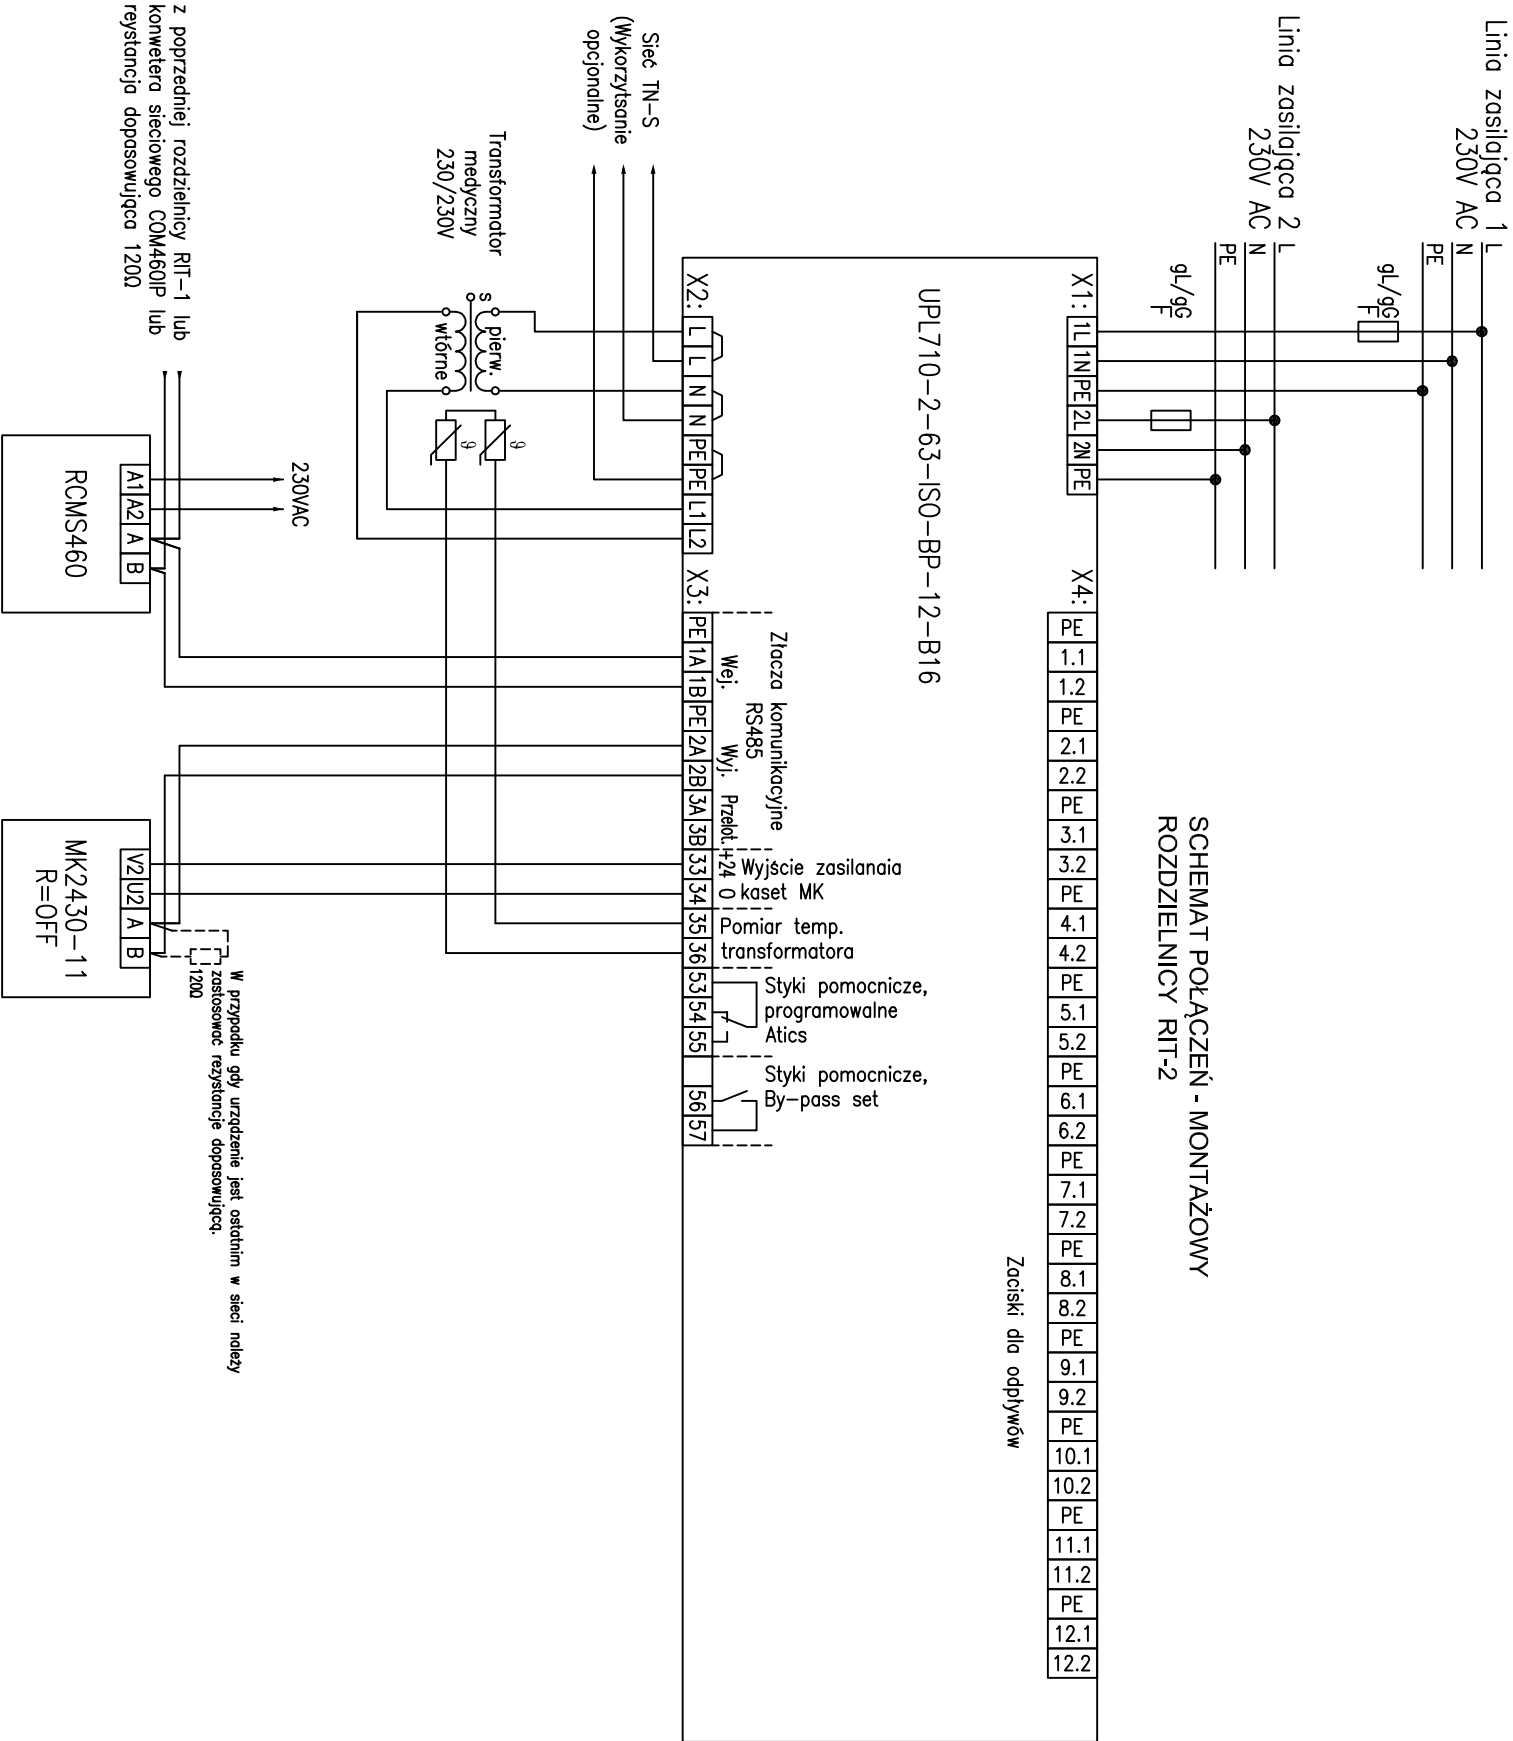 Linia zasilająca 1
230V AC
L
N
PE
Linia zasilająca 2
230V AC
L
N
PE
gL/gG
F
gL/gG
F
SCHEMAT POŁĄCZEŃ - MONTAŻOWY
ROZDZIELNICY RIT-2
X1:
1L
1N
PE
2L
2N
PE
X4:
PE
1.1
1.2
PE
2.1
2.2
PE
3.1
3.2
PE
4.1
4.2
PE
5.1
5.2
PE
6.1
6.2
PE
7.1
7.2
PE
8.1
8.2
PE
9.1
9.2
PE
10.1
10.2
PE
11.1
11.2
PE
12.1
12.2
Zaciski dla odpływów
UPL710-2-63-ISO-BP-12-B16
X2:
L
L
N
N
PE
PE
L1
L2
X3:
PE
1A
1B
PE
2A
2B
3A
3B
33
34
35
36
53
54
55
56
57
Złącza komunikacyjne
RS485
Wej.
Wyj.
Przelot.
+24
0
Wyjście zasilanaia
kaset MK
Pomiar temp.
transformatora
Styki pomocnicze,
programowalne
Atics
Styki pomocnicze,
By-pass set
Sieć TN-S
(Wykorzytsanie
opcjonalne)
Transformator
medyczny
230/230V
S
pierw.
wtórne
ϑ
ϑ
230VAC
z poprzedniej rozdzielnicy RIT-1 lub
konwetera sieciowego COM460IP lub
reystancja dopasowująca 120Ω
A1
A2
A
B
RCMS460
V2
U2
A
B
MK2430-11
R=OFF
120Ω
W przypadku gdy urządzenie jest ostatnim w sieci należy
zastosować rezystancje dopasowującą.